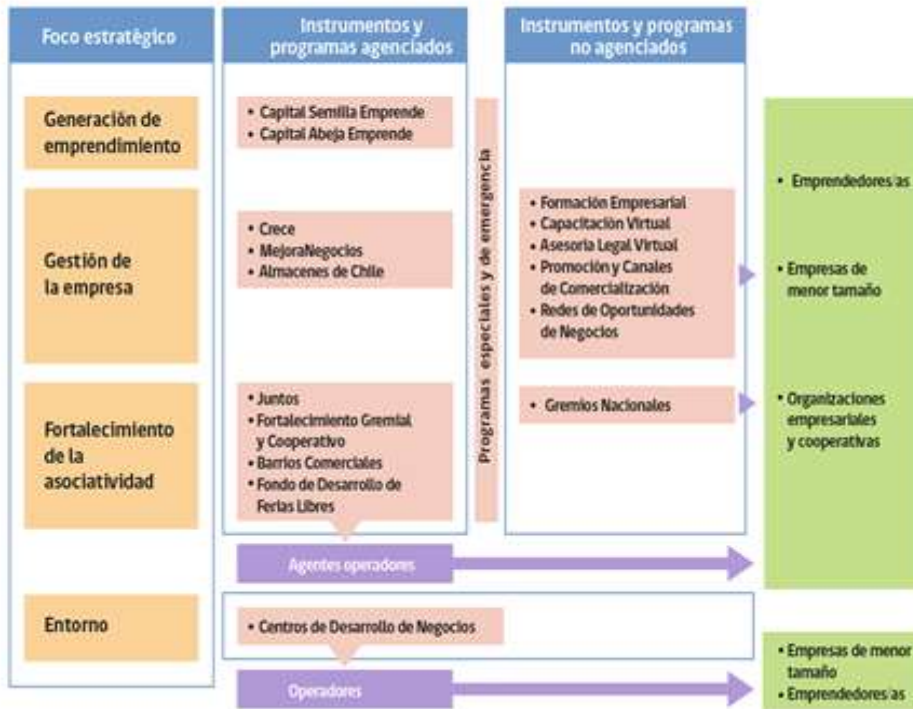 Foco estratégico
Instrumentos y
programas agenciados
Instrumentos y programas
no agenciados
Generación de
emprendimiento
• Capital Semilla Emprende
• Capital Abeja Emprende
Gestión de
la empresa
• Crece
• MejoraNegocios
• Almacenes de Chile
Fortalecimiento
de la
asociatividad
• Juntos
• Fortalecimiento Gremial
y Cooperativo
• Barrios Comerciales
• Fondo de Desarrollo de
Ferias Libres
Programas especiales y de emergencia
• Formación Empresarial
• Capacitación Virtual
• Asesoría Legal Virtual
• Promoción y Canales
de Comercialización
• Redes de Oportunidades
de Negocios
• Gremios Nacionales
• Emprendedores/as
• Empresas de
menor tamaño
• Organizaciones
empresariales
y cooperativas
Agentes operadores
Entorno
• Centros de Desarrollo de Negocios
Operadores
• Empresas de menor
tamaño
• Emprendedores/as